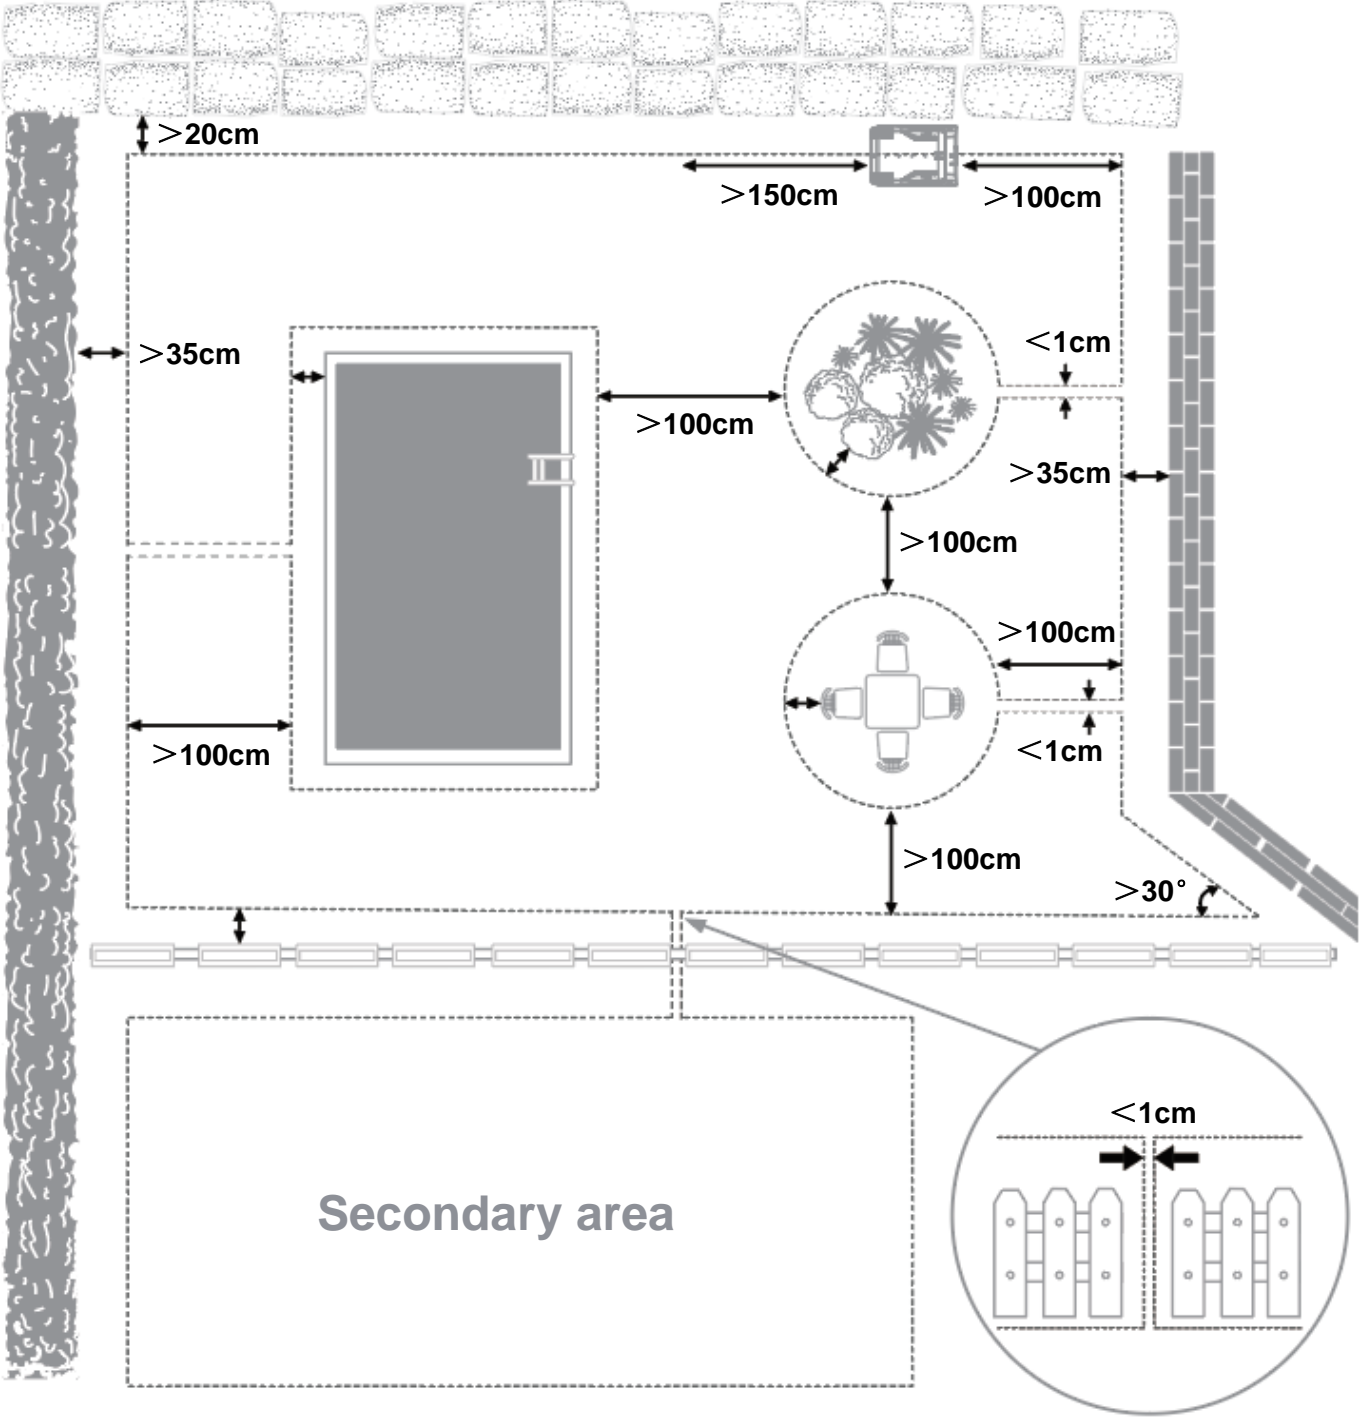 ＞20cm
＞150cm
＞100cm
＜1cm
＞35cm
＞100cm
＞35cm
＞100cm
＞100cm
＜1cm
＞100cm
＞100cm
＞30°
＜1cm
Secondary area